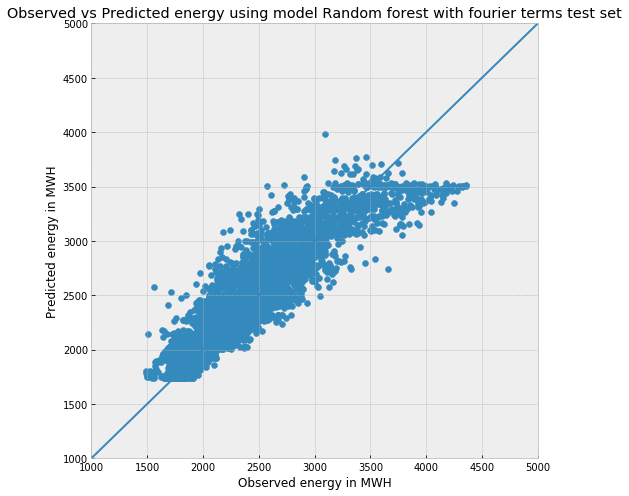 Observed vs Predicted energy using model Random forest with fourier terms test set
5000
4500
4000
3500
3000
2500
2000
1500
1000
Predicted energy in MWH
1000 1500 2000 2500 3000 3500 4000 4500 5000
Observed energy in MWH